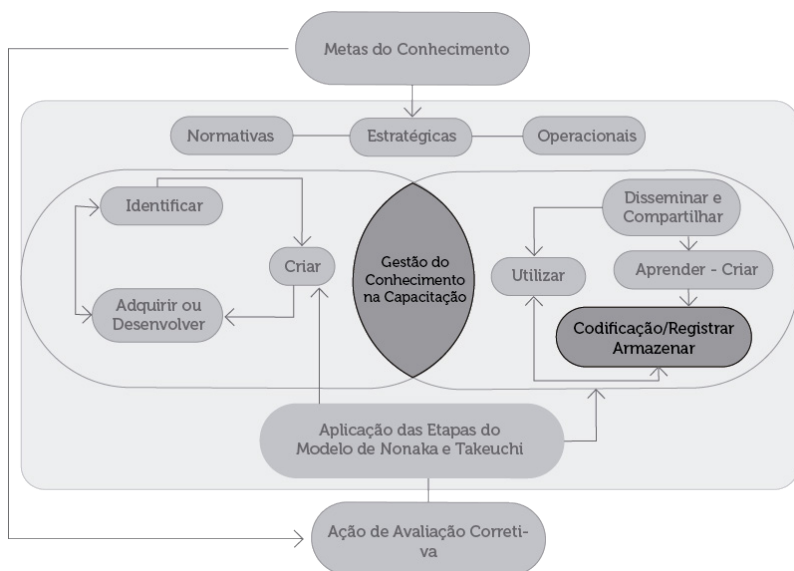 Metas do Conhecimento
Normativas
Estratégicas
Operacionais
Identificar
Criar
Adquirir ou
Desenvolver
Gestão do
Conhecimento
na Capacitação
Disseminar e
Compartilhar
Utilizar
Aprender - Criar
Codificação/Registrar
Armazenar
Aplicação das Etapas do
Modelo de Nonaka e Takeuchi
Ação de Avaliação Correti-
va